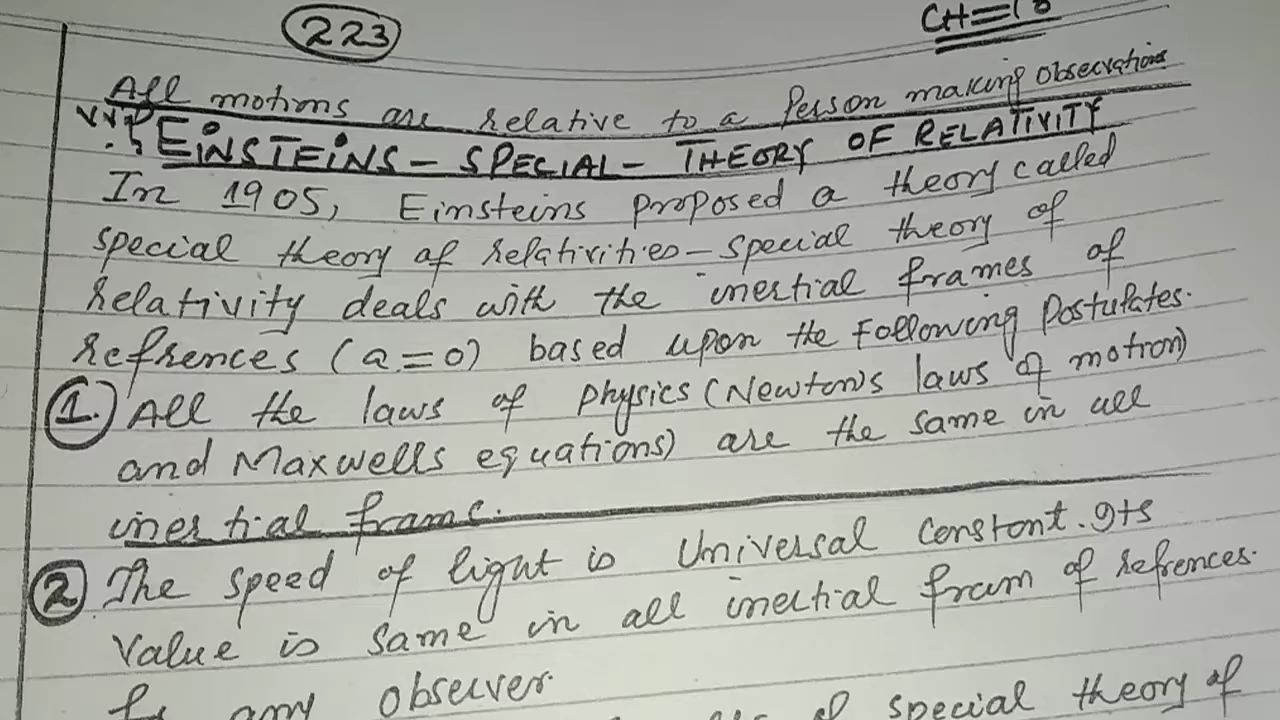 223
CH=18
All motions are relative to a Person making observations
VVI EiNSTEiNS - SPECIAL - THEORY OF RELATIVITY
In 1905, Einsteins proposed a theory called
special theory of relativities - special theory of
relativity deals with the inertial frames of
refrences (a=0) based upon the Following Postulates.
1. All the laws of physics (Newton's laws of motion)
and Maxwells equations) are the same in all
inertial frame.
2 The speed of light is Universal Constant. Its
Value is same in all inertial fram of refrences.
any observer
of special theory of